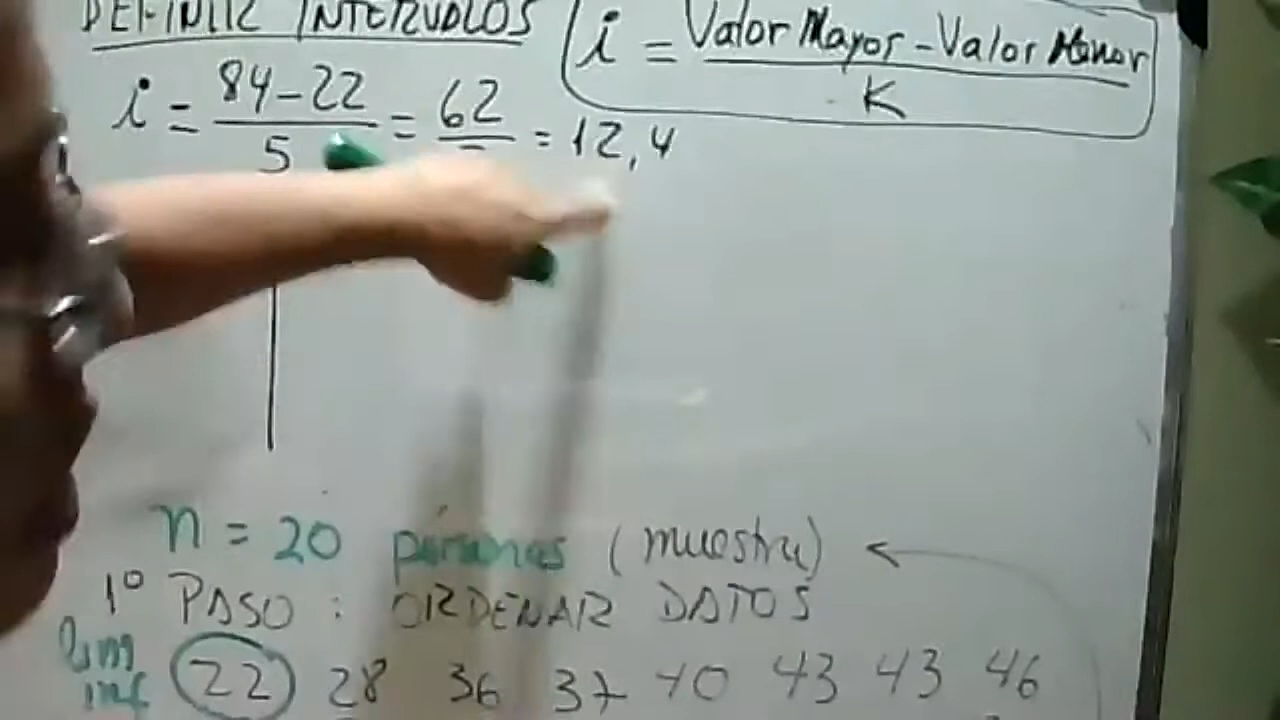 DEFINIR INTERVALOS
i = Valor Mayor - Valor Menor / K
i = 84-22 / 5 = 62 / = 12,4
n = 20 personas (muestra)
1º PASO : ORDENAR DATOS
lim inf 22 28 36 37 40 43 43 46